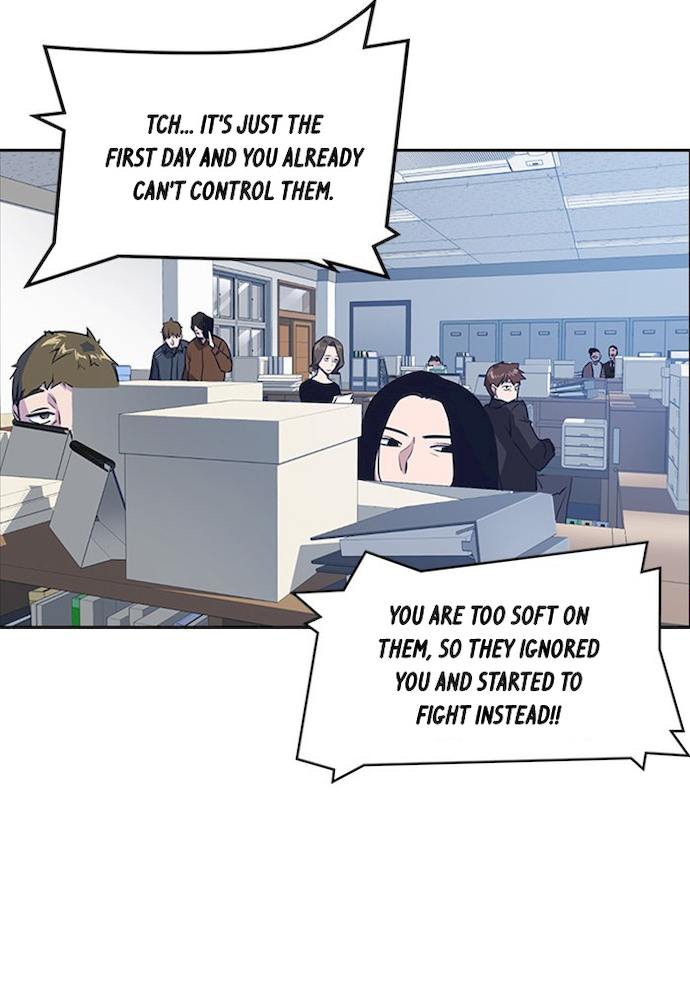 TCH... IT'S JUST THE
FIRST DAY AND YOU ALREADY
CAN'T CONTROL THEM.
YOU ARE TOO SOFT ON
THEM, SO THEY IGNORED
YOU AND STARTED TO
FIGHT INSTEAD!!